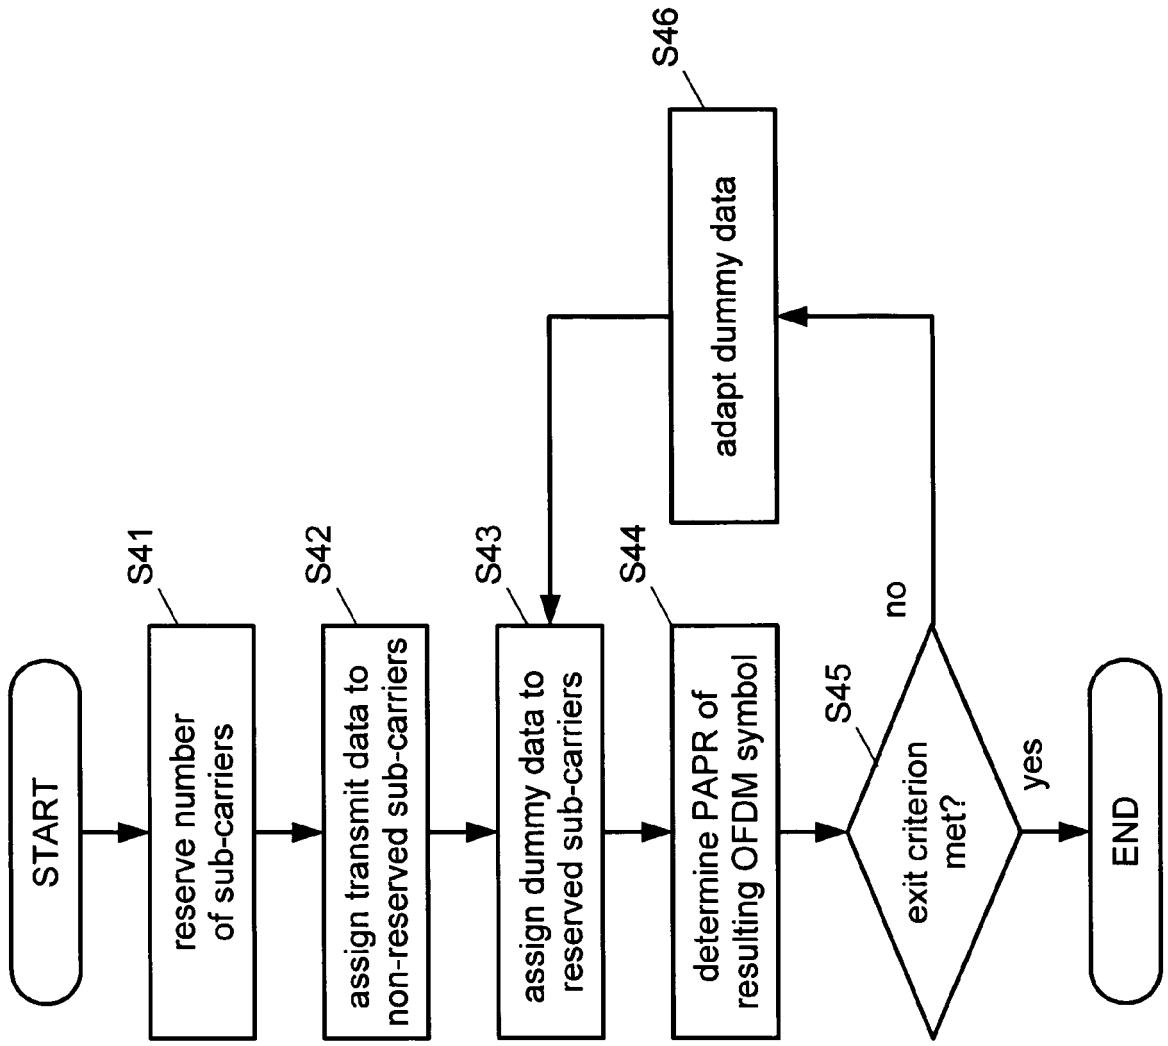 START
S41
reserve number
of sub-carriers
S42
assign transmit data to
non-reserved sub-carriers
S43
assign dummy data to
reserved sub-carriers
S44
determine PAPR of
resulting OFDM symbol
S45
exit criterion
met?
no
yes
S46
adapt dummy data
END